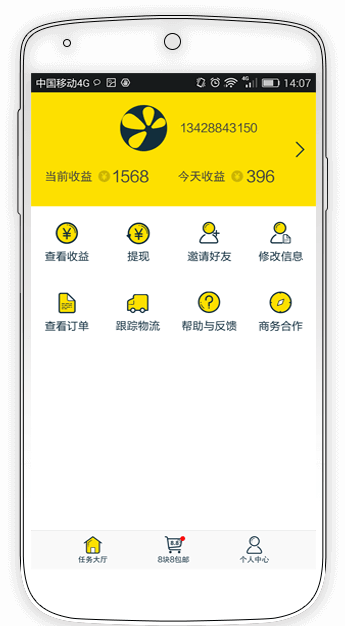 中国移动4G 4G 14:07
13428843150
当前收益 ¥1568 今天收益 ¥396
查看收益 提现 邀请好友 修改信息
查看订单 跟踪物流 帮助与反馈 商务合作
8.8
任务大厅 8块8包邮 个人中心